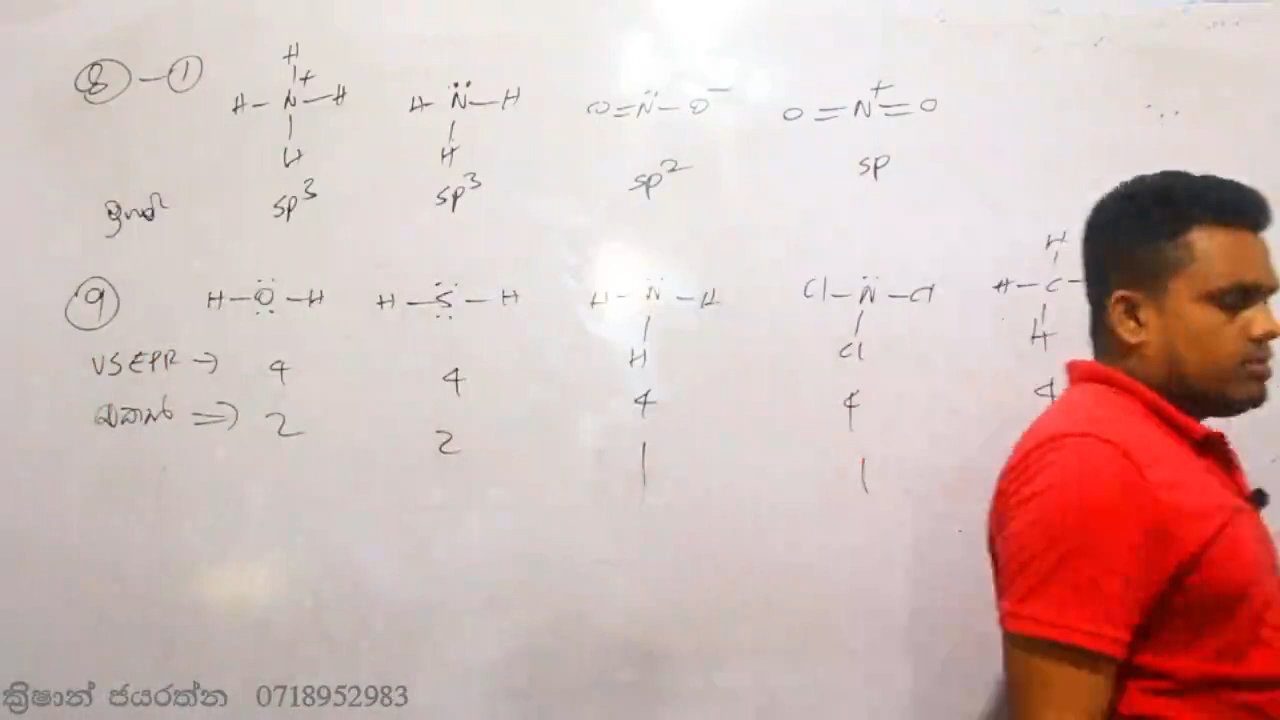 8 - 1
H
H - N+ - H   H N̈ - H   O = N̈ - O⁻   O = N⁺ = O
H   H
sp³   sp³   sp²   sp
9
H
H - Ö - H   H - S̈ - H   H - N̈ - H   Cl - N̈ - Cl   H - C -
H   Cl   H
VSEPR → 4   4   4   4   4
⇒ 2   2   1   1
ක්‍රිෂාන් ජයරත්න 0718952983